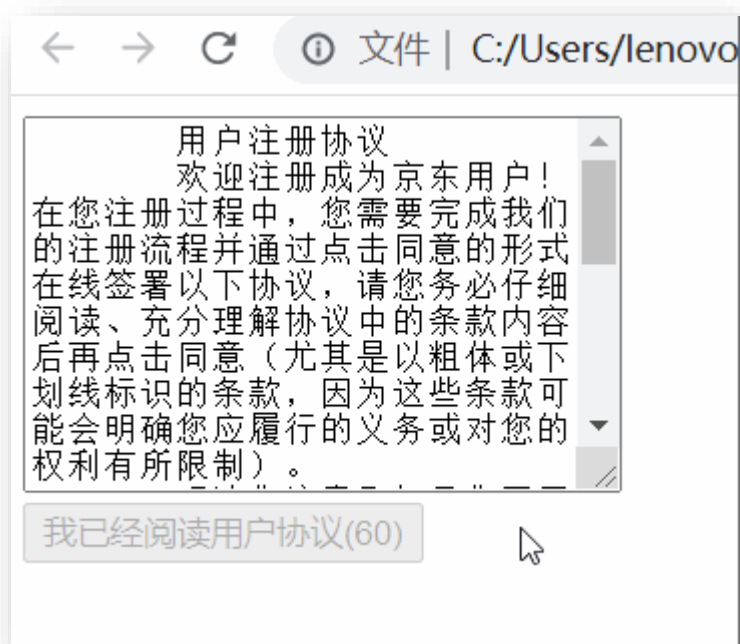 文件 | C:/Users/lenovo
用户注册协议
欢迎注册成为京东用户！
在您注册过程中，您需要完成我们
的注册流程并通过点击同意的形式
在线签署以下协议，请您务必仔细
阅读、充分理解协议中的条款内容
后再点击同意（尤其是以粗体或下
划线标识的条款，因为这些条款可
能会明确您应履行的义务或对您的
权利有所限制）。
我已经阅读用户协议(60)